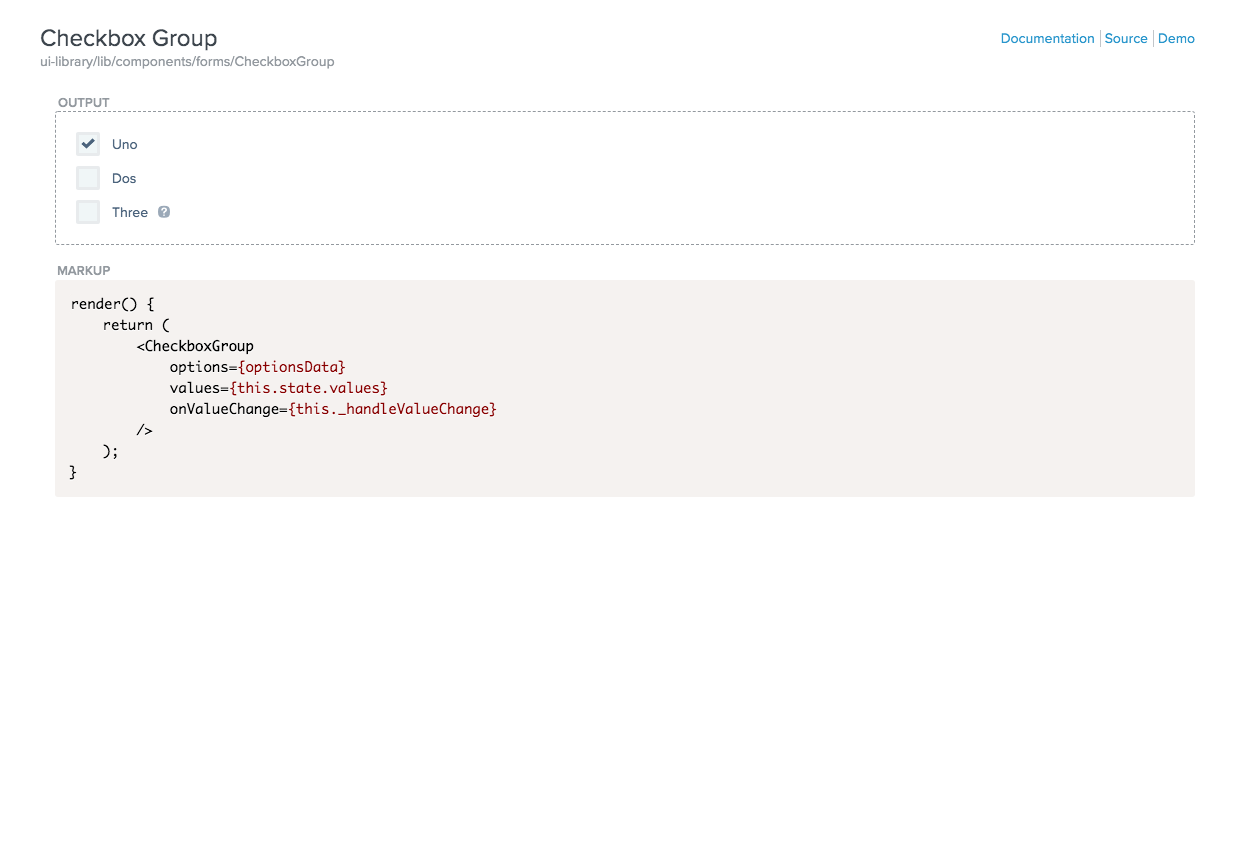 Checkbox Group
Documentation Source Demo
ui-library/lib/components/forms/CheckboxGroup
OUTPUT
Uno
Dos
Three ?
MARKUP
render() {
    return (
        <CheckboxGroup
            options={optionsData}
            values={this.state.values}
            onValueChange={this._handleValueChange}
        />
    );
}